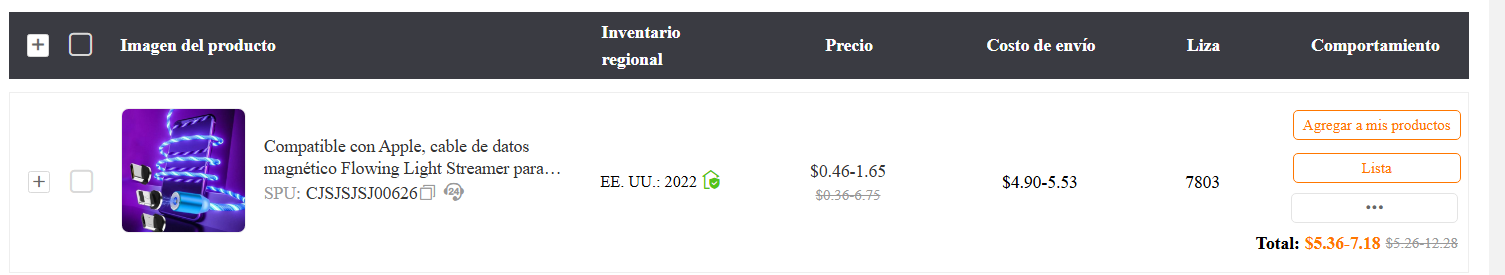 Imagen del producto
Inventario
regional
Precio
Costo de envío
Liza
Comportamiento
Compatible con Apple, cable de datos
magnético Flowing Light Streamer para…
SPU: CJSJSJSJ00626
24
EE. UU.: 2022
$0.46-1.65
$0.36-6.75
$4.90-5.53
7803
Agregar a mis productos
Lista
•••
Total: $5.36-7.18 $5.26-12.28